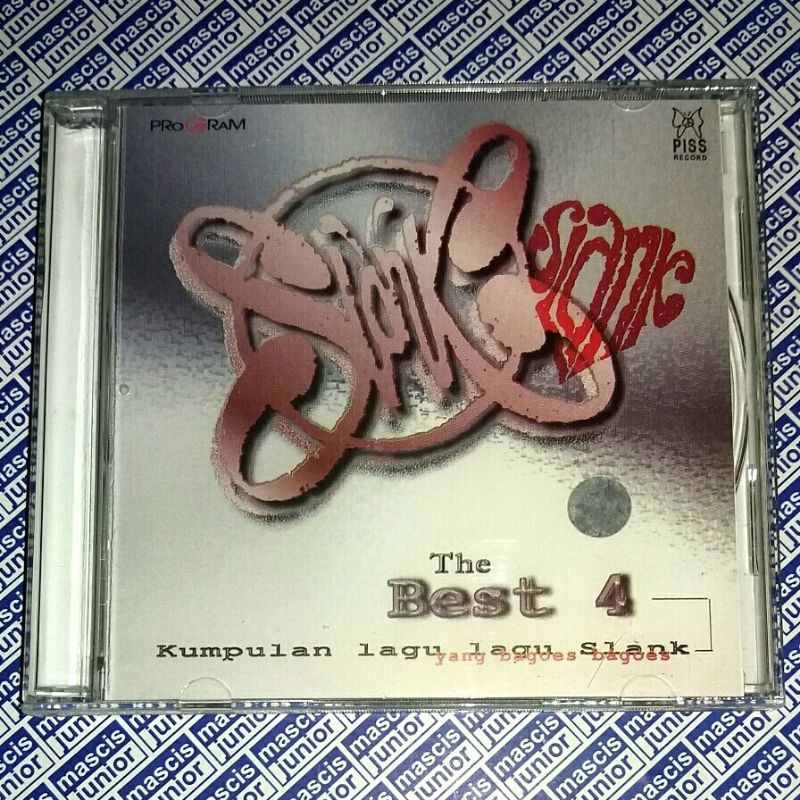 PRoGRaM
PISS
RECORD
Slank
Slank
The
Best 4
Kumpulan lagu lagu Slank
yang bagoes bagoes
mascis
junior